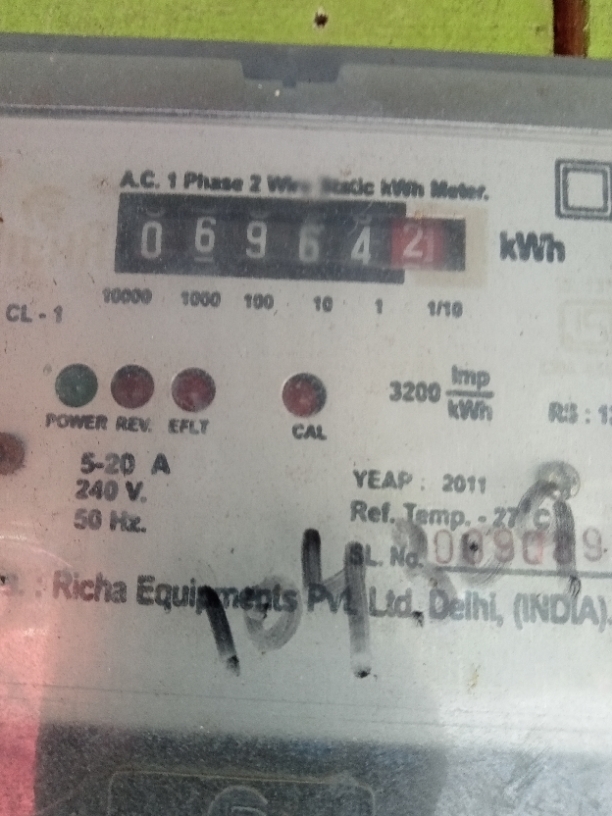 A.C. 1 Phase 2 Wire Static kWh Meter.
0 6 9 6 4 2 kWh
10000 1000 100 10 1 1/10
CL - 1
3200 Imp/kWh
POWER REV. EFLT CAL
5-20 A
240 V.
50 Hz.
YEAR : 2011
Ref. Temp. - 27°C
SL. No.
Richa Equipments Pvt. Ltd. Delhi, (INDIA).